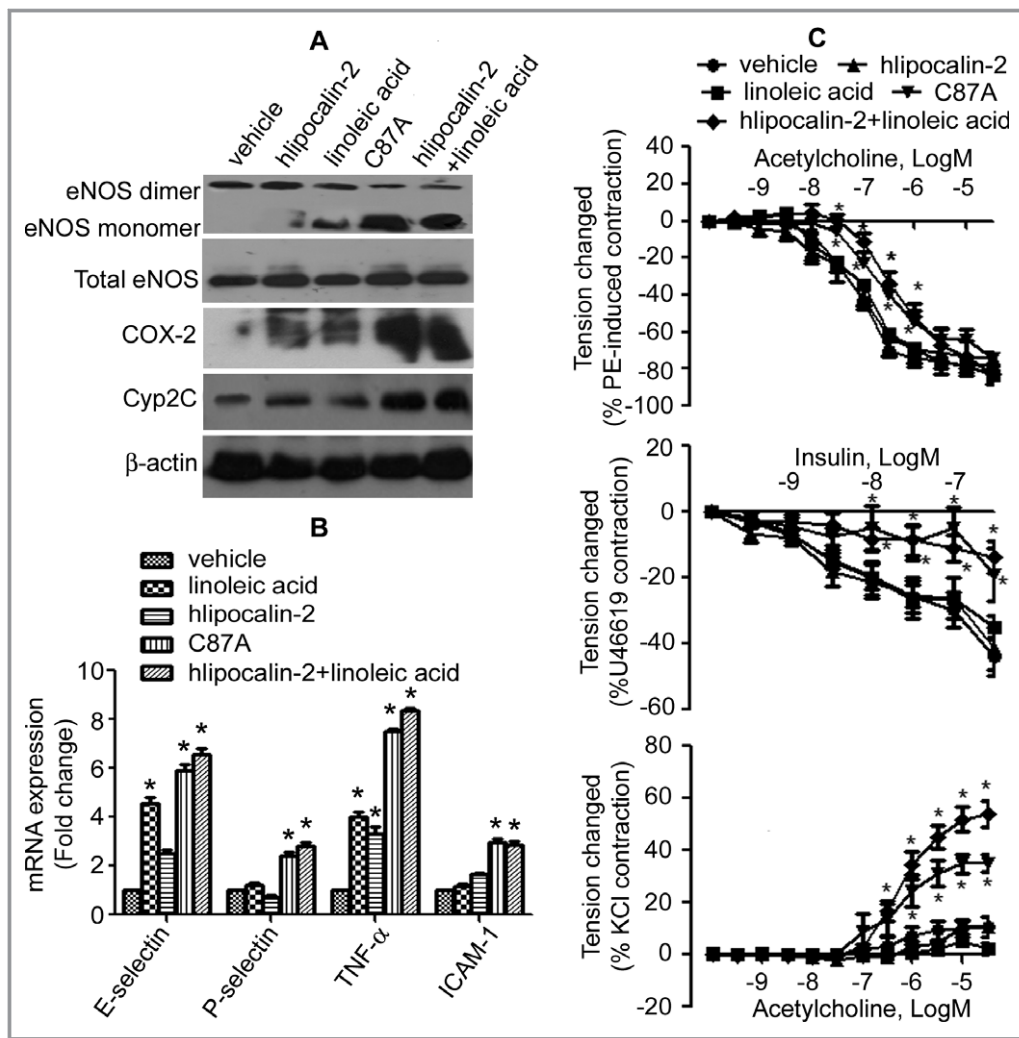 A
vehicle
hlipocalin-2
linoleic acid
C87A
hlipocalin-2
+linoleic acid
eNOS dimer
eNOS monomer
Total eNOS
COX-2
Cyp2C
β-actin
B
vehicle
linoleic acid
hlipocalin-2
C87A
hlipocalin-2+linoleic acid
mRNA expression
(Fold change)
10
8
6
4
2
0
* * * * * * * * * * * *
E-selectin
P-selectin
TNF-α
ICAM-1
C
vehicle hlipocalin-2
linoleic acid C87A
hlipocalin-2+linoleic acid
Acetylcholine, LogM
-9 -8 -7 -6 -5
Tension changed
(% PE-induced contraction)
40
20
0
-20
-40
-60
-80
-100
Insulin, LogM
-9 -8 -7
Tension changed
(%U46619 contraction)
20
0
-20
-40
-60
Tension changed
(% KCl contraction)
80
60
40
20
0
-20
-9 -8 -7 -6 -5
Acetylcholine, LogM